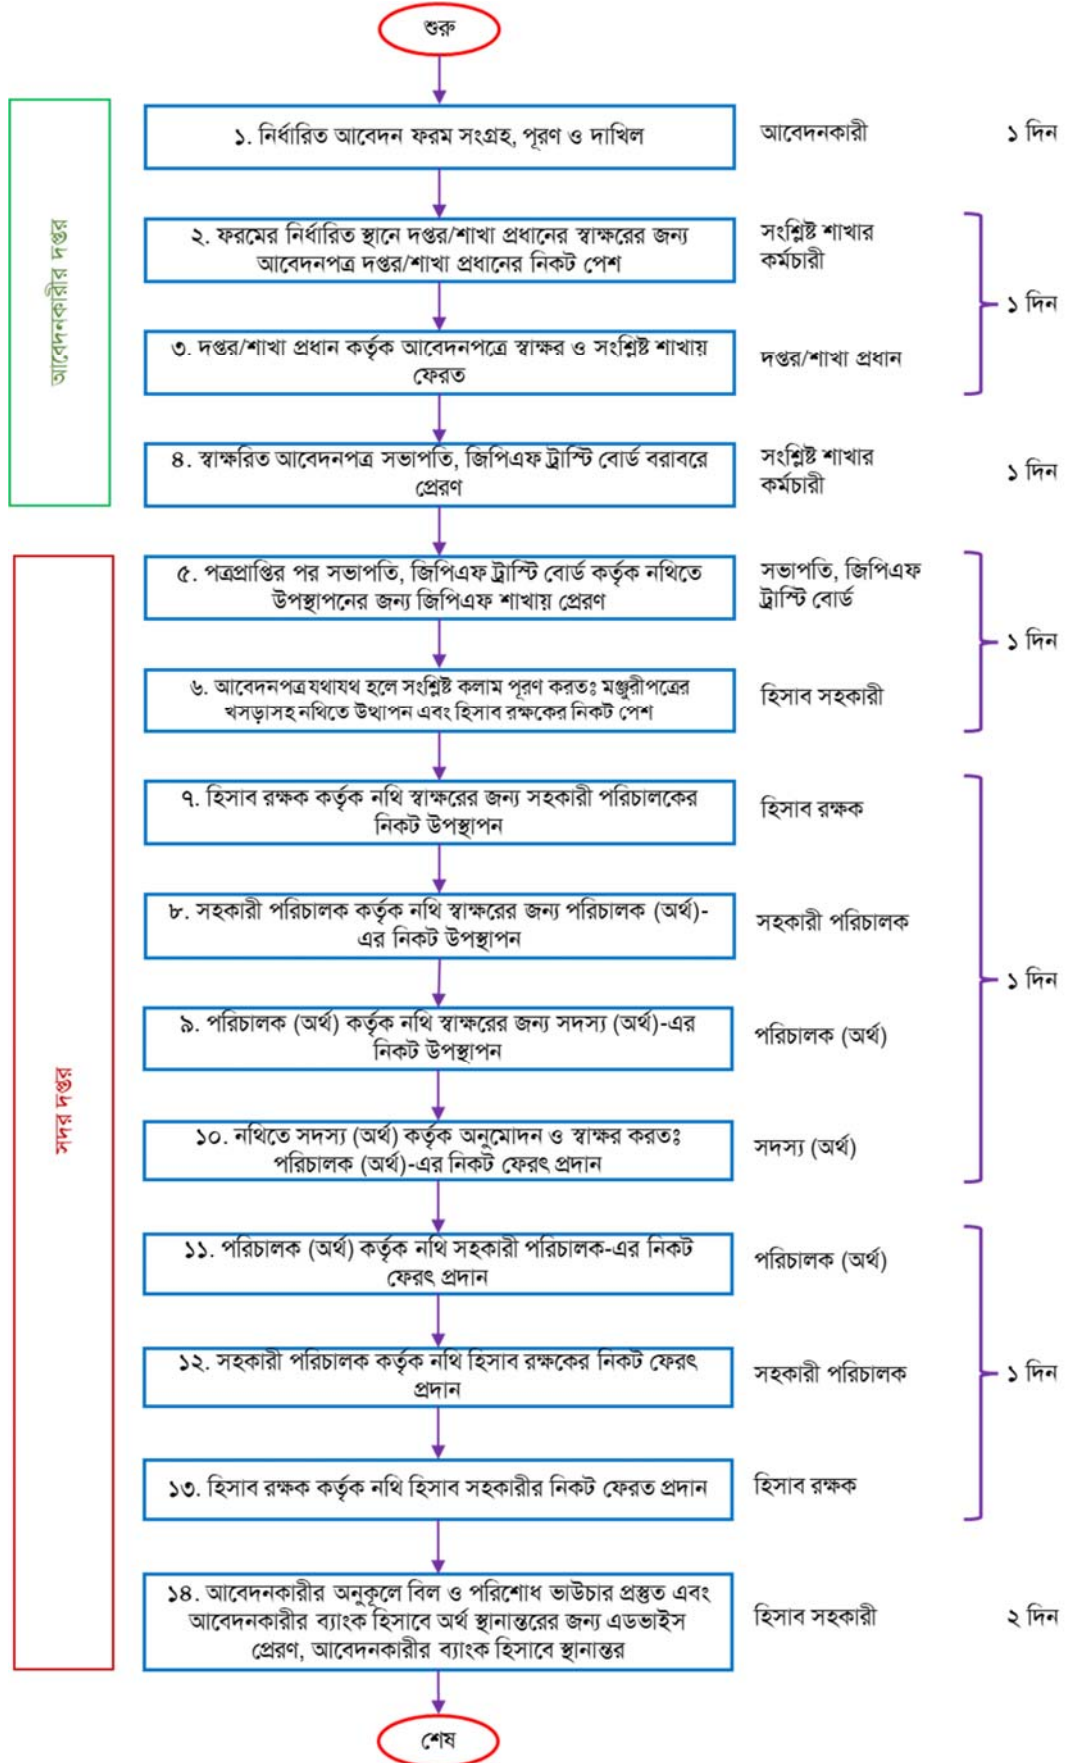 শুরু
আবেদনকারীর দপ্তর
১. নির্ধারিত আবেদন ফরম সংগ্রহ, পূরণ ও দাখিল
আবেদনকারী
১ দিন
২. ফরমের নির্ধারিত স্থানে দপ্তর/শাখা প্রধানের স্বাক্ষরের জন্য
আবেদনপত্র দপ্তর/শাখা প্রধানের নিকট পেশ
সংশ্লিষ্ট শাখার
কর্মচারী
১ দিন
৩. দপ্তর/শাখা প্রধান কর্তৃক আবেদনপত্রে স্বাক্ষর ও সংশ্লিষ্ট শাখায়
ফেরত
দপ্তর/শাখা প্রধান
৪. স্বাক্ষরিত আবেদনপত্র সভাপতি, জিপিএফ ট্রাস্টি বোর্ড বরাবরে
প্রেরণ
সংশ্লিষ্ট শাখার
কর্মচারী
১ দিন
সদর দপ্তর
৫. পত্রপ্রাপ্তির পর সভাপতি, জিপিএফ ট্রাস্টি বোর্ড কর্তৃক নথিতে
উপস্থাপনের জন্য জিপিএফ শাখায় প্রেরণ
সভাপতি, জিপিএফ
ট্রাস্টি বোর্ড
১ দিন
৬. আবেদনপত্র যথাযথ হলে সংশ্লিষ্ট কলাম পূরণ করতঃ মঞ্জুরীপত্রের
খসড়াসহ নথিতে উত্থাপন এবং হিসাব রক্ষকের নিকট পেশ
হিসাব সহকারী
৭. হিসাব রক্ষক কর্তৃক নথি স্বাক্ষরের জন্য সহকারী পরিচালকের
নিকট উপস্থাপন
হিসাব রক্ষক
৮. সহকারী পরিচালক কর্তৃক নথি স্বাক্ষরের জন্য পরিচালক (অর্থ)-
এর নিকট উপস্থাপন
সহকারী পরিচালক
১ দিন
৯. পরিচালক (অর্থ) কর্তৃক নথি স্বাক্ষরের জন্য সদস্য (অর্থ)-এর
নিকট উপস্থাপন
পরিচালক (অর্থ)
১০. নথিতে সদস্য (অর্থ) কর্তৃক অনুমোদন ও স্বাক্ষর করতঃ
পরিচালক (অর্থ)-এর নিকট ফেরৎ প্রদান
সদস্য (অর্থ)
১১. পরিচালক (অর্থ) কর্তৃক নথি সহকারী পরিচালক-এর নিকট
ফেরৎ প্রদান
পরিচালক (অর্থ)
১২. সহকারী পরিচালক কর্তৃক নথি হিসাব রক্ষকের নিকট ফেরৎ
প্রদান
সহকারী পরিচালক
১ দিন
১৩. হিসাব রক্ষক কর্তৃক নথি হিসাব সহকারীর নিকট ফেরত প্রদান
হিসাব রক্ষক
১৪. আবেদনকারীর অনুকূলে বিল ও পরিশোধ ভাউচার প্রস্তুত এবং
আবেদনকারীর ব্যাংক হিসাবে অর্থ স্থানান্তরের জন্য এডভাইস
প্রেরণ, আবেদনকারীর ব্যাংক হিসাবে স্থানান্তর
হিসাব সহকারী
২ দিন
শেষ